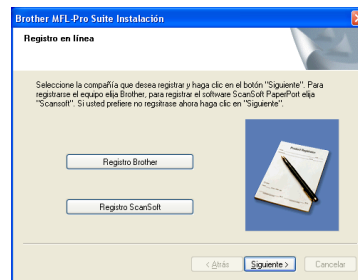 Brother MFL-Pro Suite Instalación
Registro en línea
Seleccione la compañía que desea registrar y haga clic en el botón "Siguiente". Para
registrarse el equipo elija Brother, para registrar el software ScanSoft PaperPort elija
"Scansoft". Si usted prefiere no regsitrase ahora haga clic en "Siguiente".
Registro Brother
Registro ScanSoft
< Atrás
Siguiente >
Cancelar